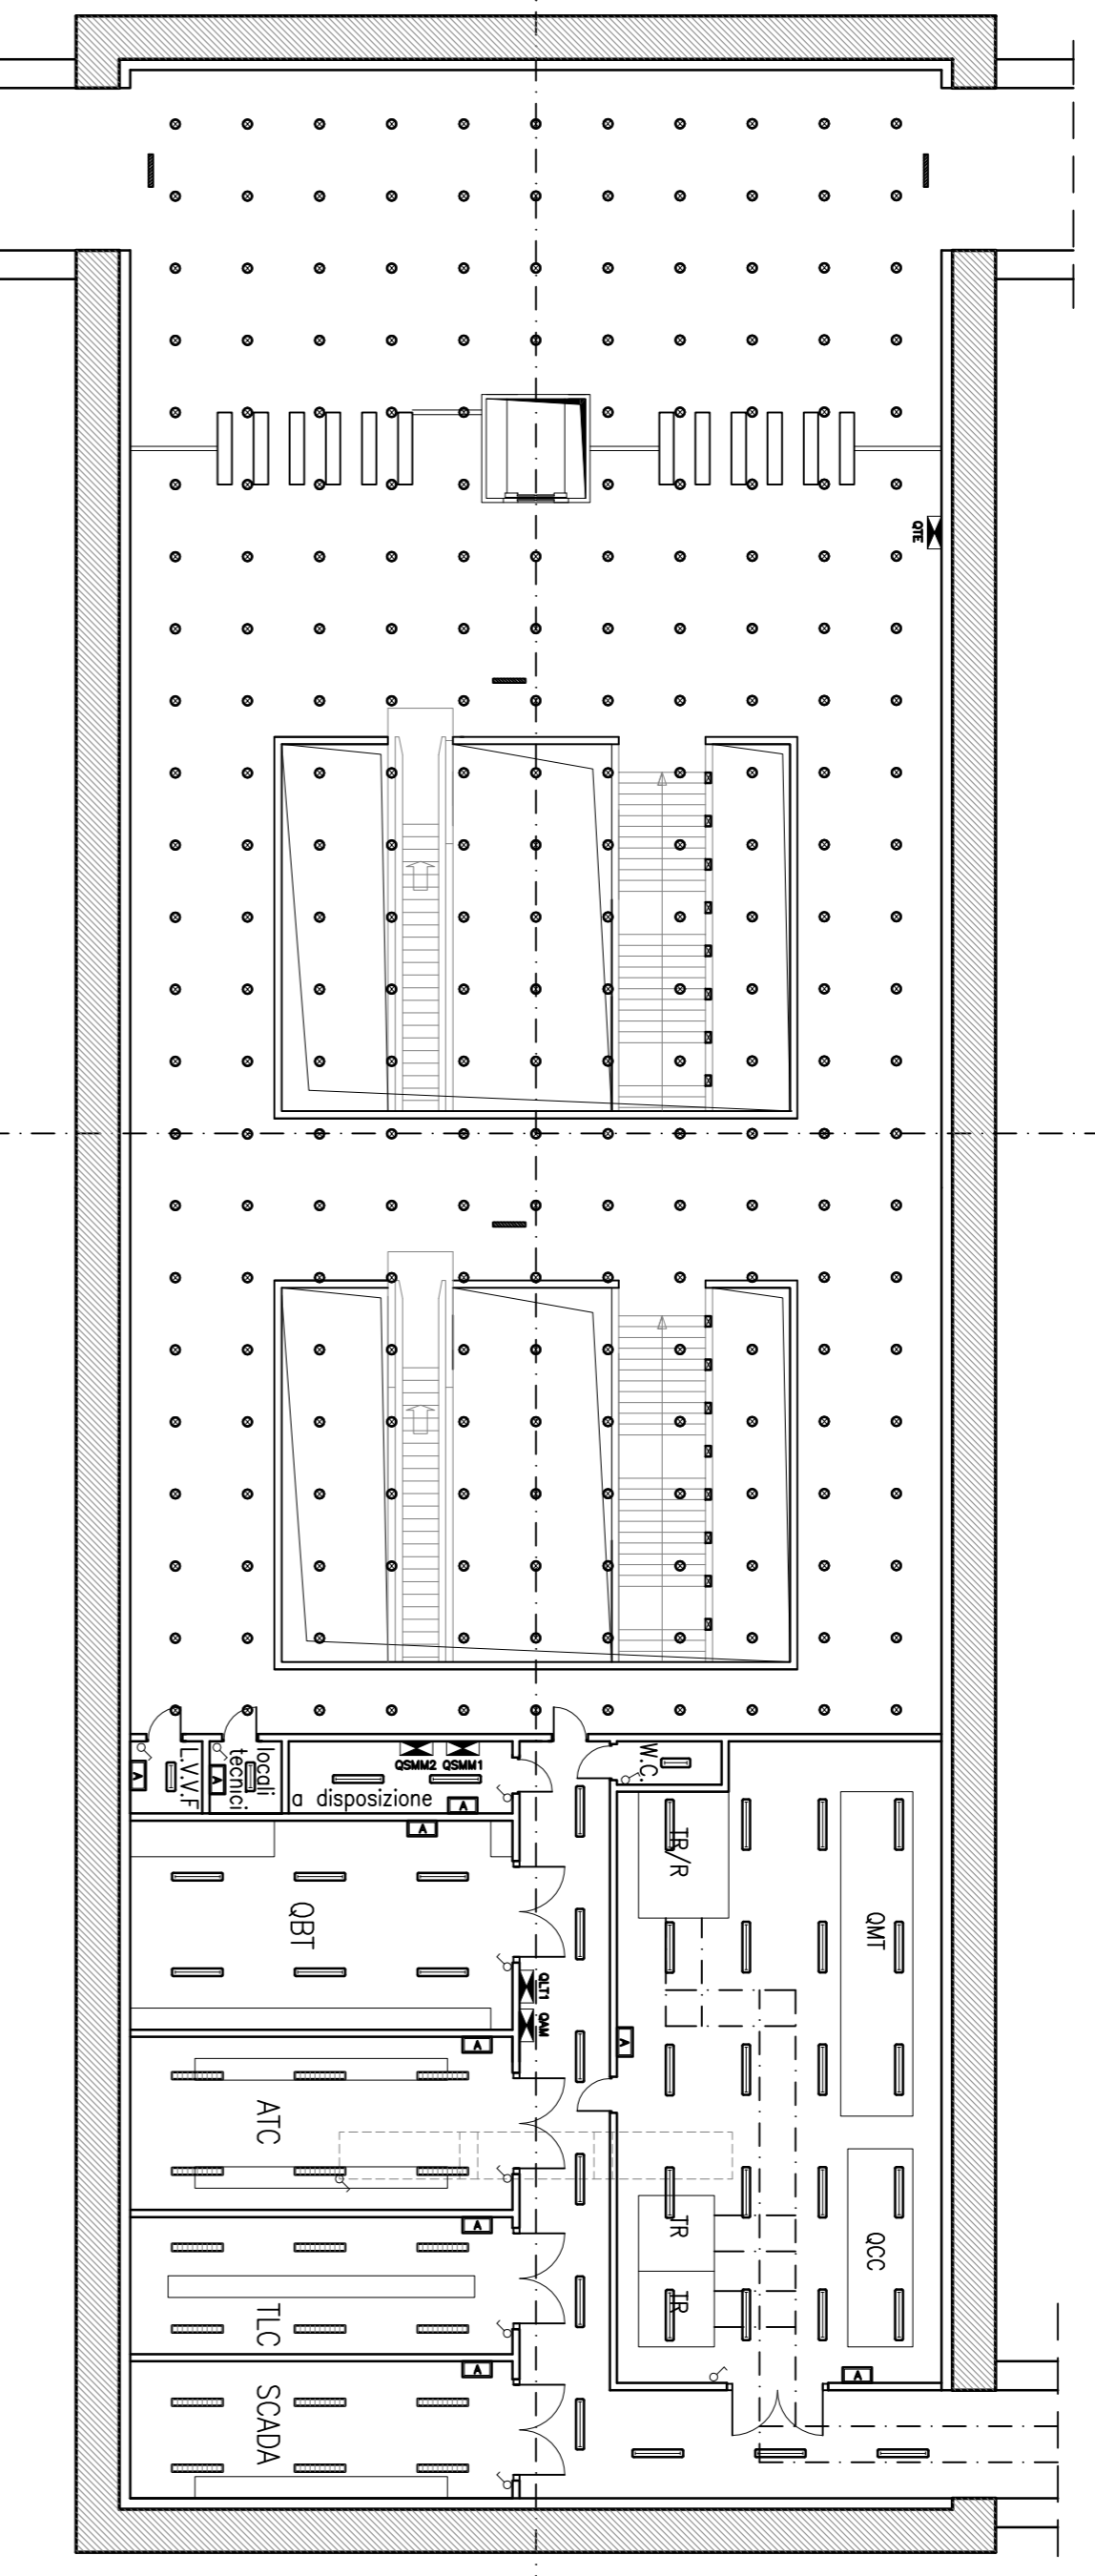 QTE
L.V.V.F
locali
tecnici
QSMM2 QSMM1
a disposizione
A
A
A
W.C.
A
TR/R
QBT
QMT
QLT1
QAM
A
A
ATC
A
TR
QCC
TLC
TR
A
A
SCADA